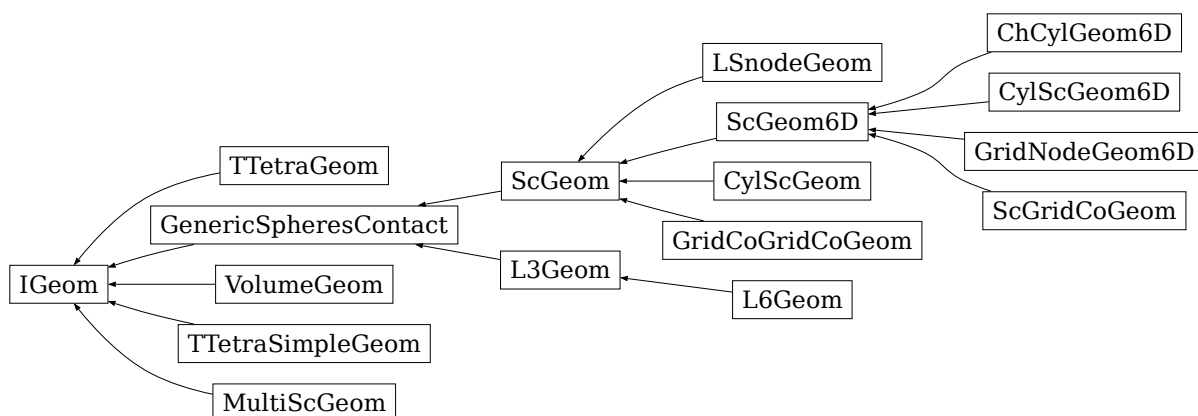 ChCylGeom6D
LSnodeGeom
CylScGeom6D
ScGeom6D
GridNodeGeom6D
TTetraGeom
ScGeom
CylScGeom
ScGridCoGeom
GenericSpheresContact
GridCoGridCoGeom
L3Geom
IGeom
VolumeGeom
L6Geom
TTetraSimpleGeom
MultiScGeom